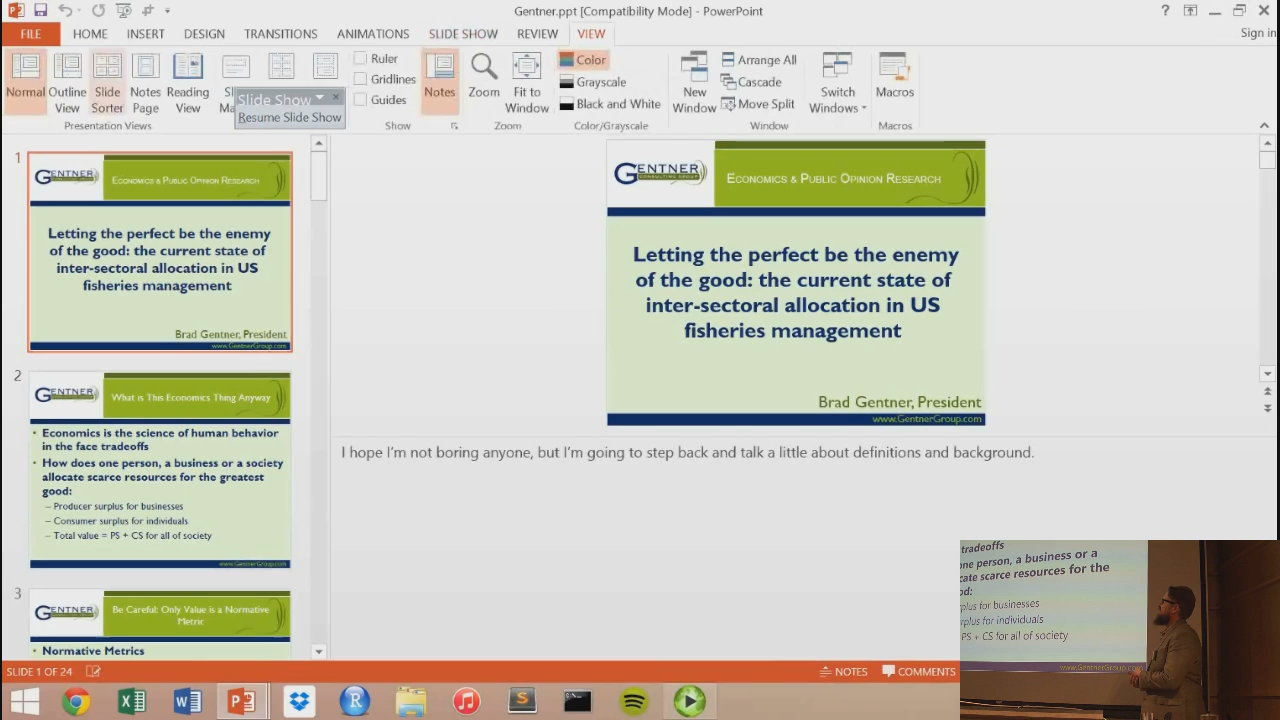 Gentner.ppt [Compatibility Mode] - PowerPoint
Sign in
FILE HOME INSERT DESIGN TRANSITIONS ANIMATIONS SLIDE SHOW REVIEW VIEW
Normal
Outline View
Slide Sorter
Notes Page
Reading View
Presentation Views
Slide Show
Resume Slide Show
Ruler
Gridlines
Guides
Show
Notes
Zoom
Fit to Window
Zoom
Color
Grayscale
Black and White
Color/Grayscale
New Window
Arrange All
Cascade
Move Split
Window
Switch Windows
Macros
Macros
1
GENTNER
ECONOMICS & PUBLIC OPINION RESEARCH
Letting the perfect be the enemy
of the good: the current state of
inter-sectoral allocation in US
fisheries management
Brad Gentner, President
www.GentnerGroup.com
2
GENTNER
What is This Economics Thing Anyway
• Economics is the science of human behavior
in the face tradeoffs
• How does one person, a business or a society
allocate scarce resources for the greatest
good:
– Producer surplus for businesses
– Consumer surplus for individuals
– Total value = PS + CS for all of society
www.GentnerGroup.com
3
GENTNER
Be Careful: Only Value is a Normative
Metric
• Normative Metrics
GENTNER
CONSULTING GROUP
ECONOMICS & PUBLIC OPINION RESEARCH
Letting the perfect be the enemy
of the good: the current state of
inter-sectoral allocation in US
fisheries management
Brad Gentner, President
www.GentnerGroup.com
I hope I'm not boring anyone, but I'm going to step back and talk a little about definitions and background.
tradeoffs
one person, a business or a
cate scarce resources for the
od:
rplus for businesses
urplus for individuals
PS + CS for all of society
www.GentnerGroup.com
SLIDE 1 OF 24
NOTES
COMMENTS